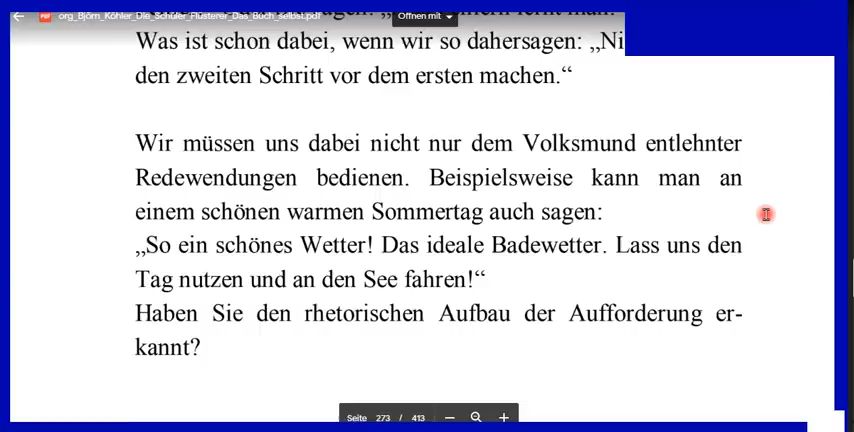 org_Björn_Köhler_Die_Schüler_Flüsterer_Das_Buch_selbst.pdf
Öffnen mit
Was ist schon dabei, wenn wir so dahersagen: „Ni
den zweiten Schritt vor dem ersten machen.“
Wir müssen uns dabei nicht nur dem Volksmund entlehnter
Redewendungen bedienen. Beispielsweise kann man an
einem schönen warmen Sommertag auch sagen:
„So ein schönes Wetter! Das ideale Badewetter. Lass uns den
Tag nutzen und an den See fahren!“
Haben Sie den rhetorischen Aufbau der Aufforderung er-
kannt?
Seite 273 / 413